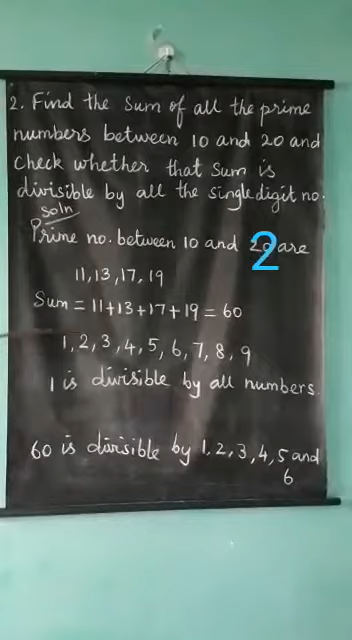 2. Find the sum of all the prime
numbers between 10 and 20 and
check whether that sum is
divisible by all the single digit no.
Soln
Prime no. between 10 and 20 are
2
11, 13, 17, 19
Sum = 11+13+17+19 = 60
1, 2, 3, 4, 5, 6, 7, 8, 9
1 is divisible by all numbers.
60 is divisible by 1, 2, 3, 4, 5 and
6